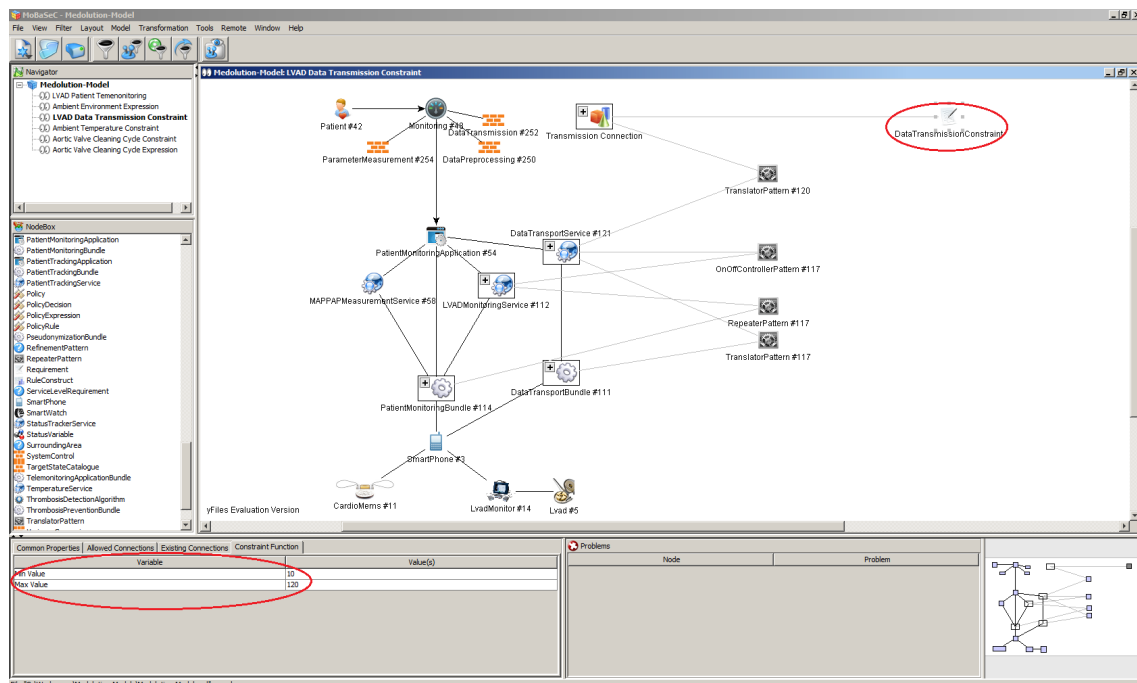 MoBaSeC - Medolution-Model
File View Filter Layout Model Transformation Tools Remote Window Help
Navigator
Medolution-Model
LVAD Patient Temenonitoring
Ambient Environment Expression
LVAD Data Transmission Constraint
Ambient Temperature Constraint
Aortic Valve Cleaning Cycle Constraint
Aortic Valve Cleaning Cycle Expression
NodeBox
PatientMonitoringApplication
PatientMonitoringBundle
PatientTrackingApplication
PatientTrackingBundle
PatientTrackingService
Policy
PolicyDecision
PolicyExpression
PolicyRule
PseudonymizationBundle
RefinementPattern
RepeaterPattern
Requirement
RuleConstruct
ServiceLevelRequirement
SmartPhone
SmartWatch
StatusTrackerService
StatusVariable
SurroundingArea
SystemControl
TargetStateCatalogue
TelemonitoringApplicationBundle
TemperatureService
ThrombosisDetectionAlgorithm
ThrombosisPreventionBundle
TranslatorPattern
Medolution-Model: LVAD Data Transmission Constraint
Patient #42
Monitoring #48
DataTransmission #252
ParameterMeasurement #254
DataPreprocessing #250
Transmission Connection
DataTransmissionConstraint
TranslatorPattern #120
DataTransportService #121
PatientMonitoringApplication #54
OnOffControllerPattern #117
MAPPAPMeasurementService #58
LVADMonitoringService #112
RepeaterPattern #117
TranslatorPattern #117
PatientMonitoringBundle #114
DataTransportBundle #111
SmartPhone #3
CardioMems #11
LvadMonitor #14
Lvad #5
yFiles Evaluation Version
Common Properties Allowed Connections Existing Connections Constraint Function
Variable Value(s)
Min Value 10
Max Value 120
Problems
Node Problem